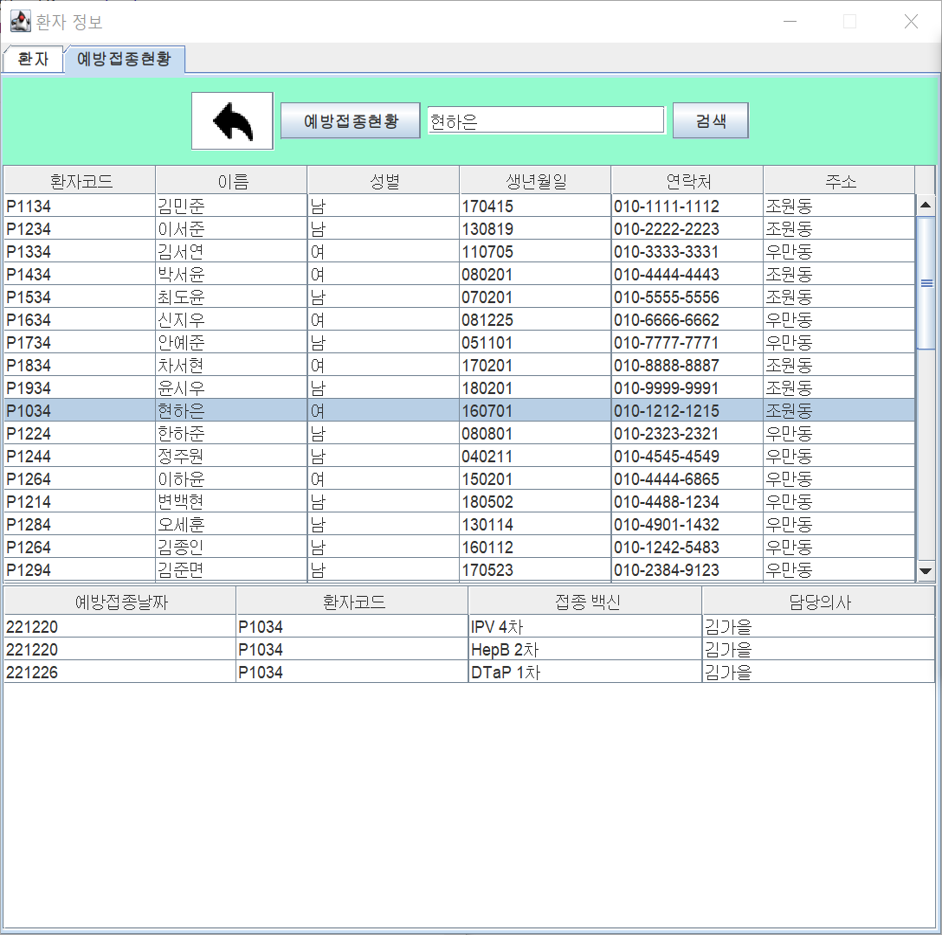 환자 정보
환자 예방접종현황
예방접종현황 현하은 검색
환자코드 이름 성별 생년월일 연락처 주소
P1134 김민준 남 170415 010-1111-1112 조원동
P1234 이서준 남 130819 010-2222-2223 조원동
P1334 김서연 여 110705 010-3333-3331 우만동
P1434 박서윤 여 080201 010-4444-4443 조원동
P1534 최도윤 남 070201 010-5555-5556 조원동
P1634 신지우 여 081225 010-6666-6662 우만동
P1734 안예준 남 051101 010-7777-7771 우만동
P1834 차서현 여 170201 010-8888-8887 조원동
P1934 윤시우 남 180201 010-9999-9991 조원동
P1034 현하은 여 160701 010-1212-1215 조원동
P1224 한하준 남 080801 010-2323-2321 우만동
P1244 정주원 남 040211 010-4545-4549 우만동
P1264 이하윤 여 150201 010-4444-6865 우만동
P1214 변백현 남 180502 010-4488-1234 우만동
P1284 오세훈 남 130114 010-4901-1432 우만동
P1264 김종인 남 160112 010-1242-5483 우만동
P1294 김준면 남 170523 010-2384-9123 우만동
예방접종날짜 환자코드 접종 백신 담당의사
221220 P1034 IPV 4차 김가을
221220 P1034 HepB 2차 김가을
221226 P1034 DTaP 1차 김가을